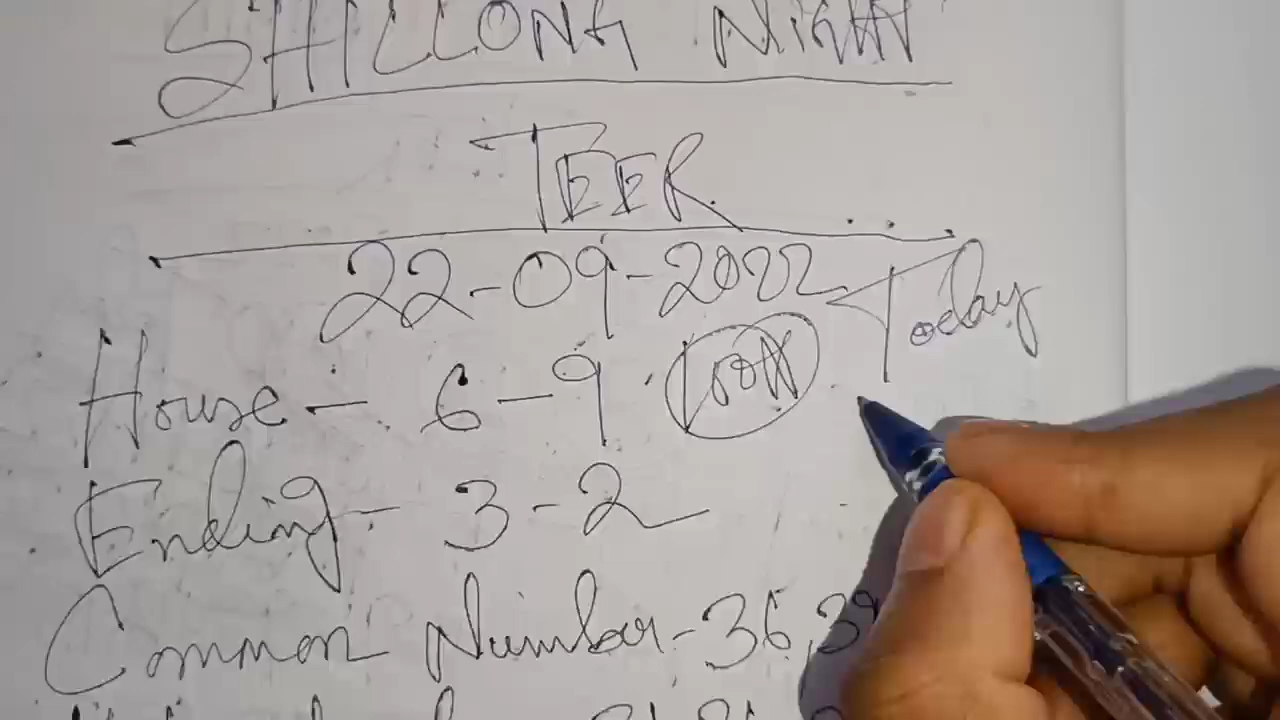 SHILLONG NIGHT
TEER
22-09-2022 Today
House - 6-9 100%
Ending - 3-2
Common Number - 36,